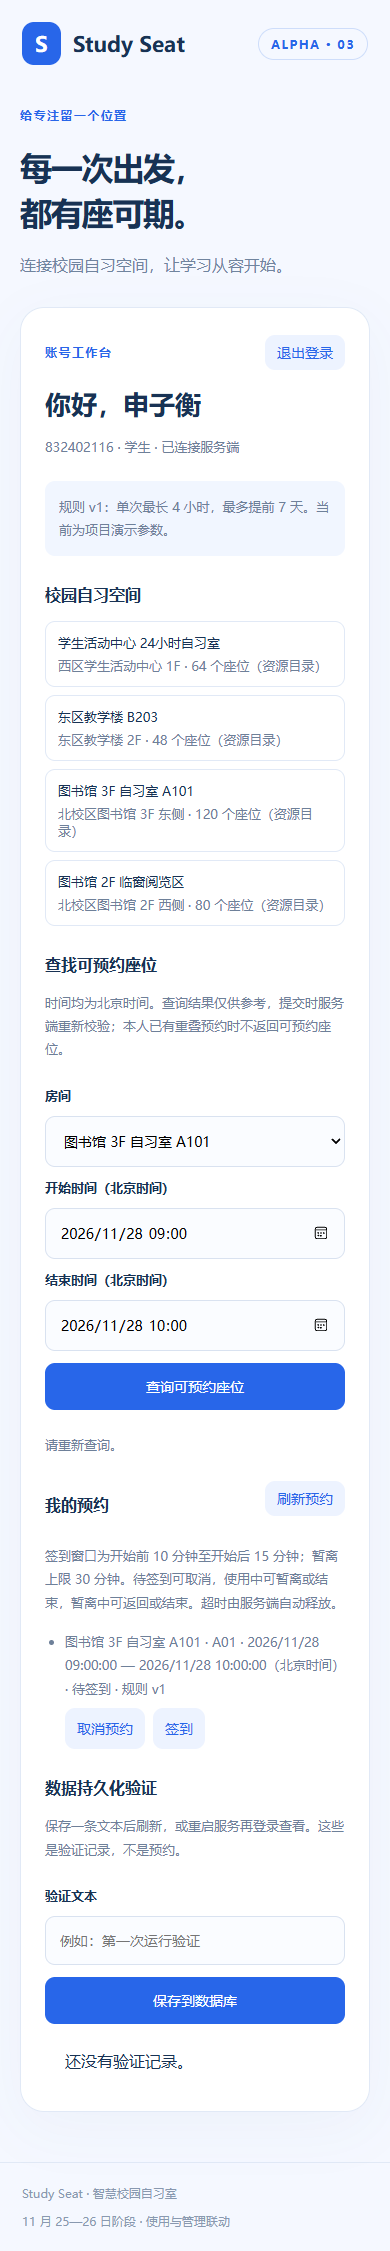 S Study Seat ALPHA • 03
给专注留一个位置
每一次出发，
都有座可期。
连接校园自习空间，让学习从容开始。
账号工作台 退出登录
你好，申子衡
832402116 · 学生 · 已连接服务端
规则 v1：单次最长 4 小时，最多提前 7 天。当
前为项目演示参数。
校园自习空间
学生活动中心 24小时自习室
西区学生活动中心 1F · 64 个座位（资源目录）
东区教学楼 B203
东区教学楼 2F · 48 个座位（资源目录）
图书馆 3F 自习室 A101
北校区图书馆 3F 东侧 · 120 个座位（资源目
录）
图书馆 2F 临窗阅览区
北校区图书馆 2F 西侧 · 80 个座位（资源目录）
查找可预约座位
时间均为北京时间。查询结果仅供参考，提交时服务
端重新校验；本人已有重叠预约时不返回可预约座
位。
房间
图书馆 3F 自习室 A101
开始时间（北京时间）
2026/11/28 09:00
结束时间（北京时间）
2026/11/28 10:00
查询可预约座位
请重新查询。
我的预约 刷新预约
签到窗口为开始前 10 分钟至开始后 15 分钟；暂离
上限 30 分钟。待签到可取消，使用中可暂离或结
束，暂离中可返回或结束。超时由服务端自动释放。
• 图书馆 3F 自习室 A101 · A01 · 2026/11/28
09:00:00 — 2026/11/28 10:00:00（北京时间）
· 待签到 · 规则 v1
取消预约 签到
数据持久化验证
保存一条文本后刷新，或重启服务再登录查看。这些
是验证记录，不是预约。
验证文本
例如：第一次运行验证
保存到数据库
还没有验证记录。
Study Seat · 智慧校园自习室
11 月 25—26 日阶段 · 使用与管理联动